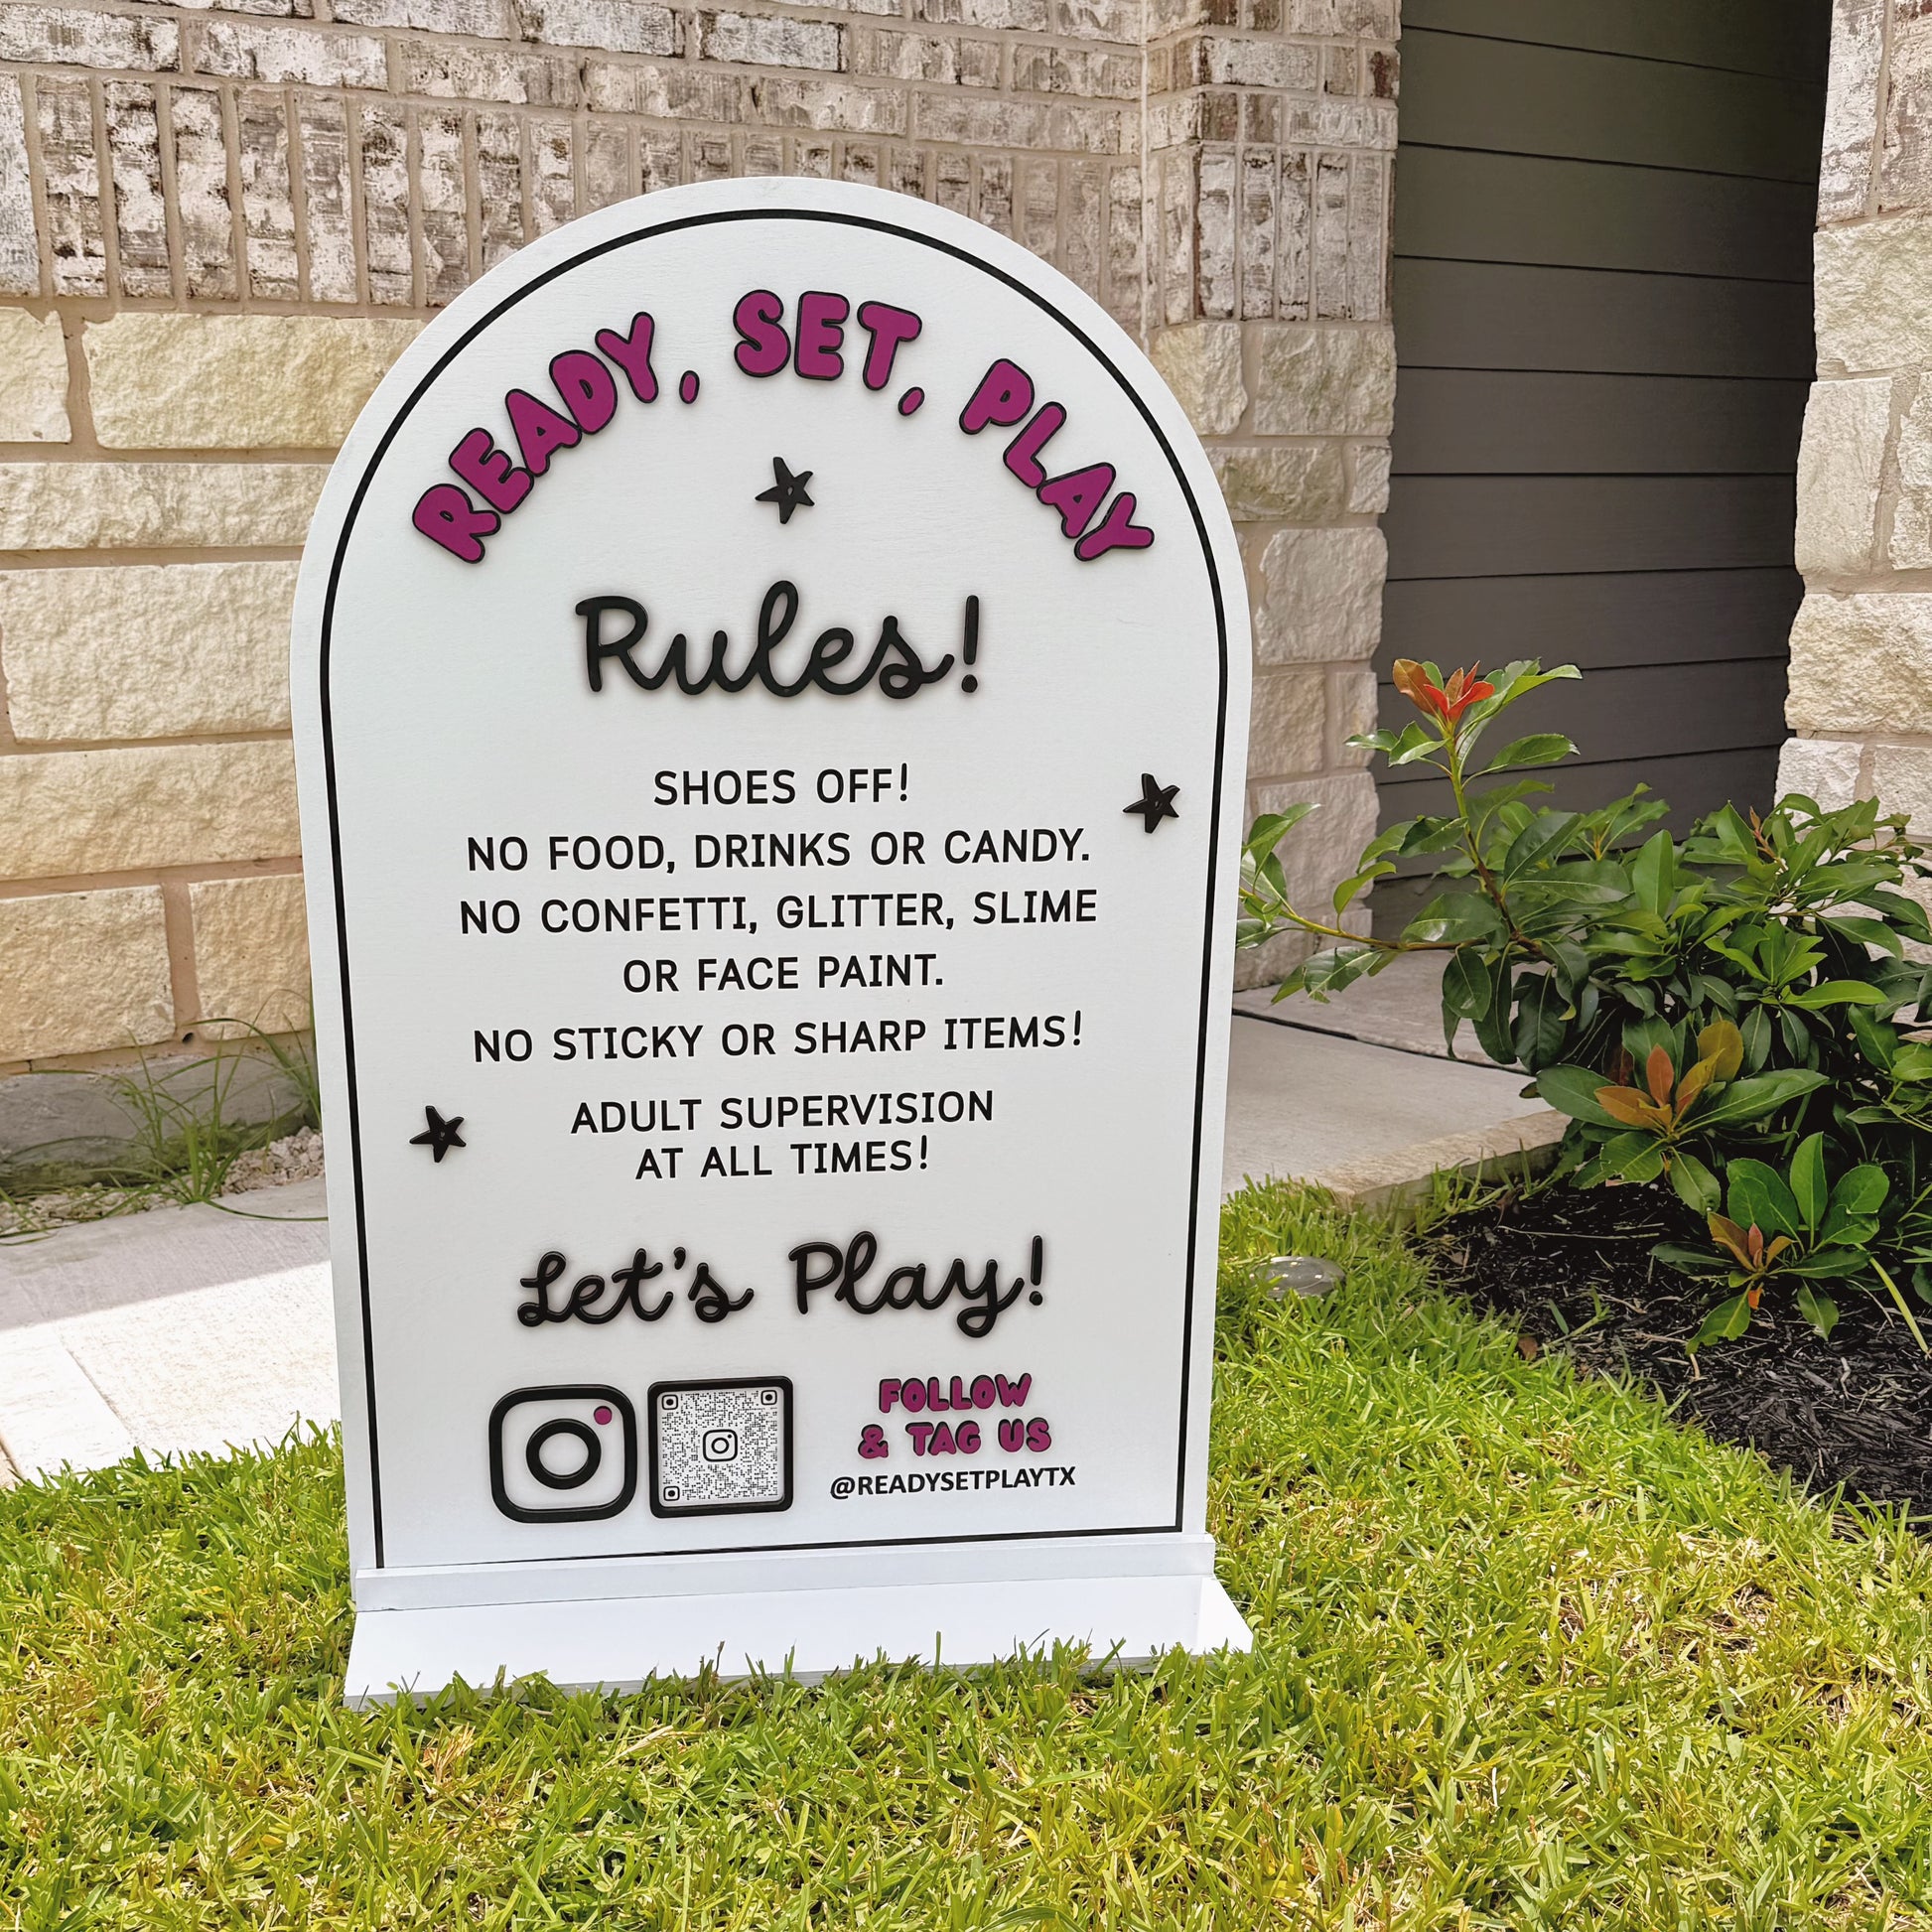 READY, SET, PLAY
Rules!
SHOES OFF!
NO FOOD, DRINKS OR CANDY.
NO CONFETTI, GLITTER, SLIME
OR FACE PAINT.
NO STICKY OR SHARP ITEMS!
ADULT SUPERVISION
AT ALL TIMES!
Let's Play!
FOLLOW
& TAG US
@READYSETPLAYTX